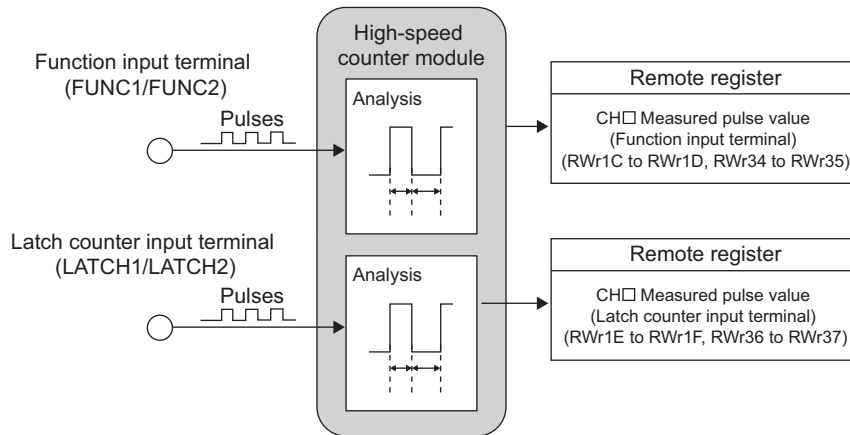 High-speed
counter module
Function input terminal
(FUNC1/FUNC2)
Pulses
Analysis
Remote register
CH□ Measured pulse value
(Function input terminal)
(RWr1C to RWr1D, RWr34 to RWr35)
Latch counter input terminal
(LATCH1/LATCH2)
Pulses
Analysis
Remote register
CH□ Measured pulse value
(Latch counter input terminal)
(RWr1E to RWr1F, RWr36 to RWr37)